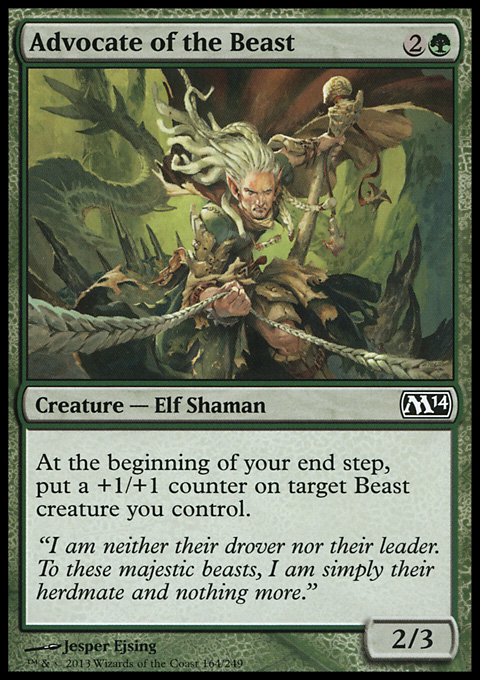 Advocate of the Beast 2
Creature — Elf Shaman M14
At the beginning of your end step,
put a +1/+1 counter on target Beast
creature you control.
“I am neither their drover nor their leader.
To these majestic beasts, I am simply their
herdmate and nothing more.”
2/3
Jesper Ejsing
™ & © 2013 Wizards of the Coast 164/249